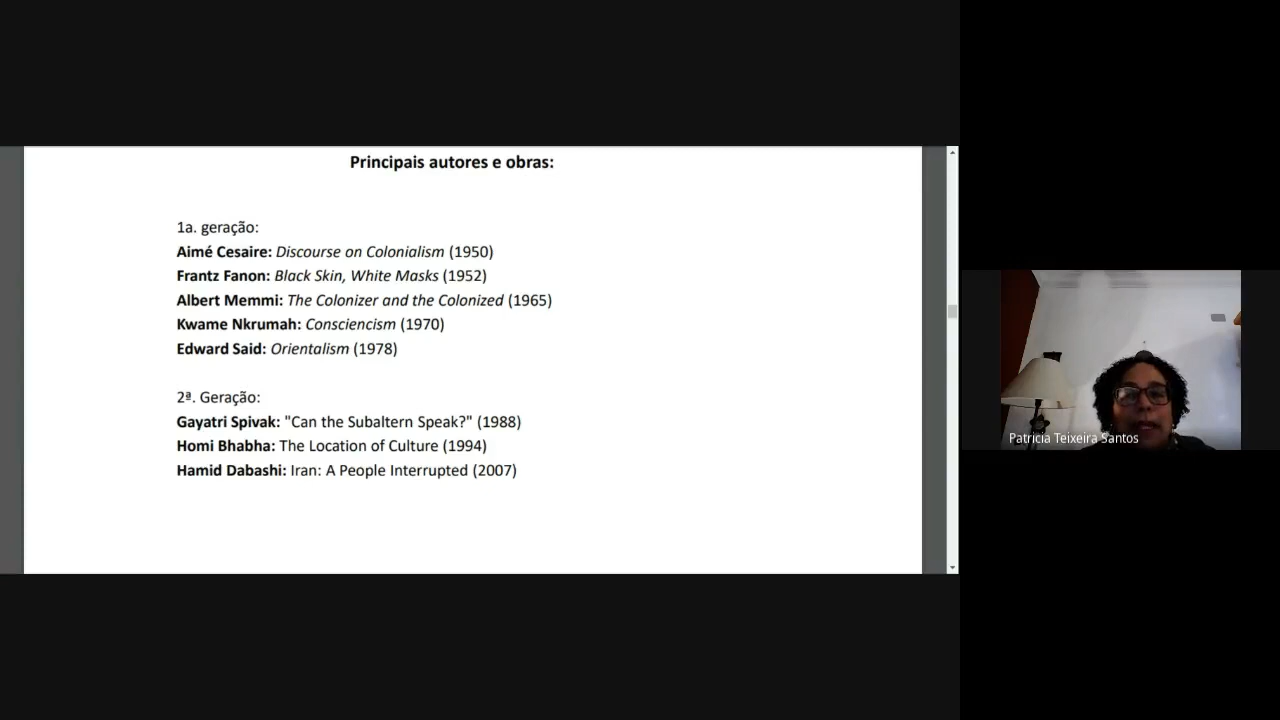 Principais autores e obras:
1a. geração:
Aimé Cesaire: Discourse on Colonialism (1950)
Frantz Fanon: Black Skin, White Masks (1952)
Albert Memmi: The Colonizer and the Colonized (1965)
Kwame Nkrumah: Consciencism (1970)
Edward Said: Orientalism (1978)
2ª. Geração:
Gayatri Spivak: "Can the Subaltern Speak?" (1988)
Homi Bhabha: The Location of Culture (1994)
Hamid Dabashi: Iran: A People Interrupted (2007)
Patricia Teixeira Santos